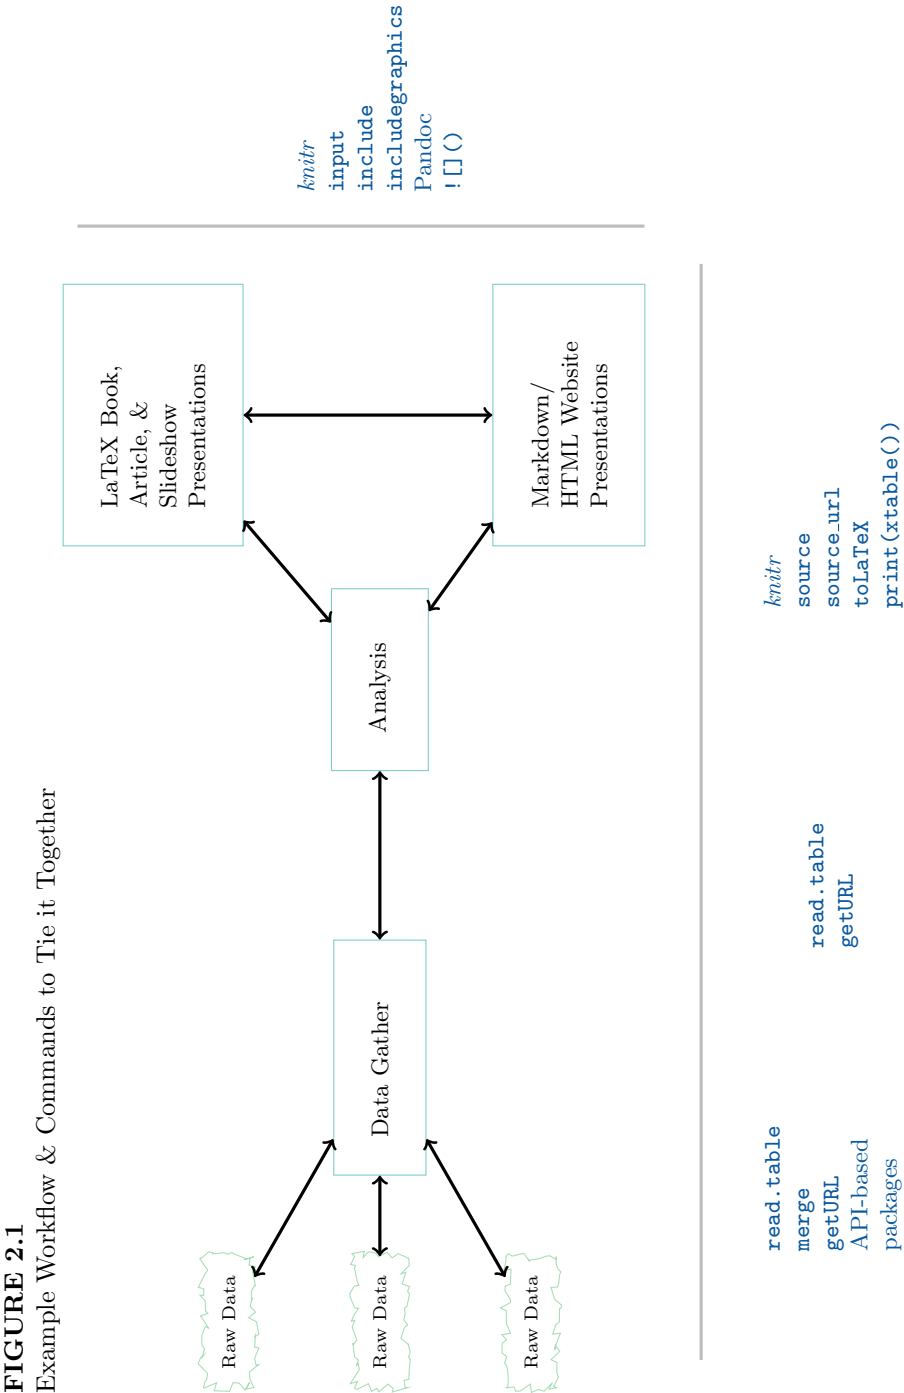 FIGURE 2.1
Example Workflow & Commands to Tie it Together
Raw Data
Raw Data
Raw Data
Data Gather
Analysis
LaTeX Book,
Article, &
Slideshow
Presentations
Markdown/
HTML Website
Presentations
knitr
input
include
includegraphics
Pandoc
![]()
read.table
merge
getURL
API-based
packages
read.table
getURL
knitr
source
source_url
toLaTeX
print(xtable())